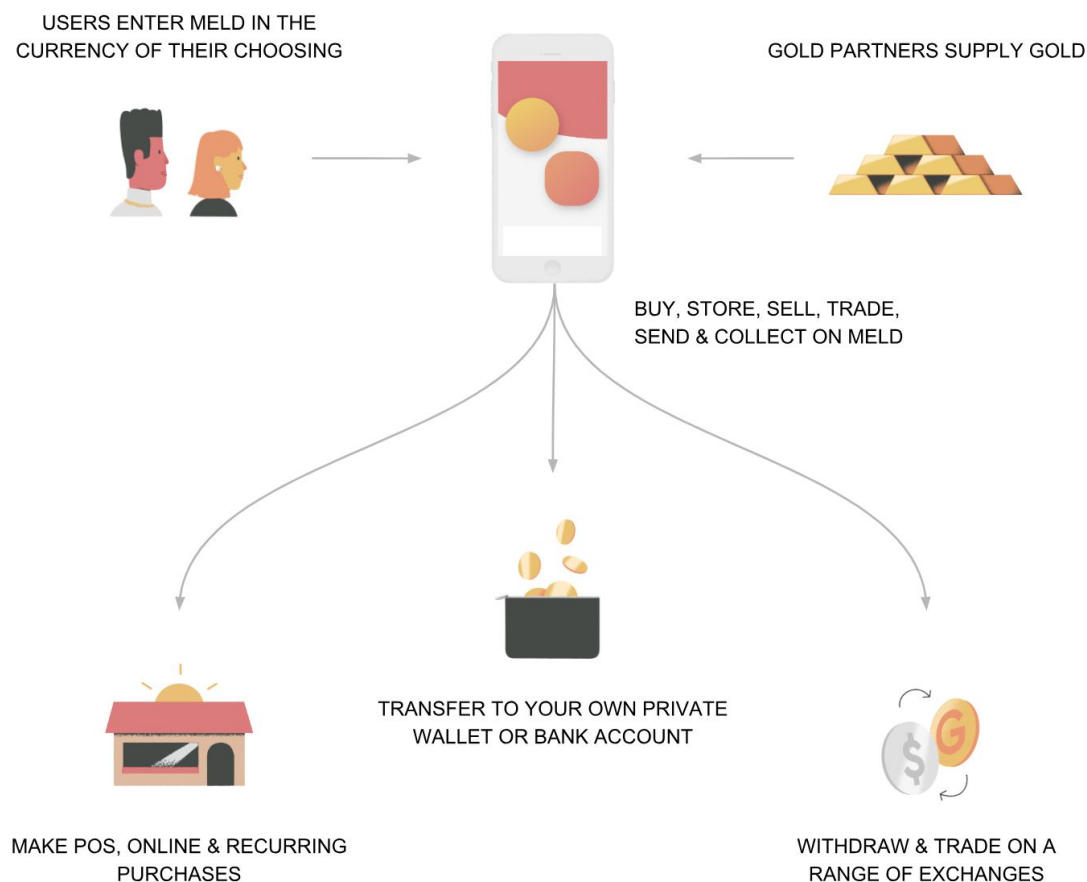 USERS ENTER MELD IN THE
CURRENCY OF THEIR CHOOSING
GOLD PARTNERS SUPPLY GOLD
BUY, STORE, SELL, TRADE,
SEND & COLLECT ON MELD
TRANSFER TO YOUR OWN PRIVATE
WALLET OR BANK ACCOUNT
$
G
MAKE POS, ONLINE & RECURRING
PURCHASES
WITHDRAW & TRADE ON A
RANGE OF EXCHANGES